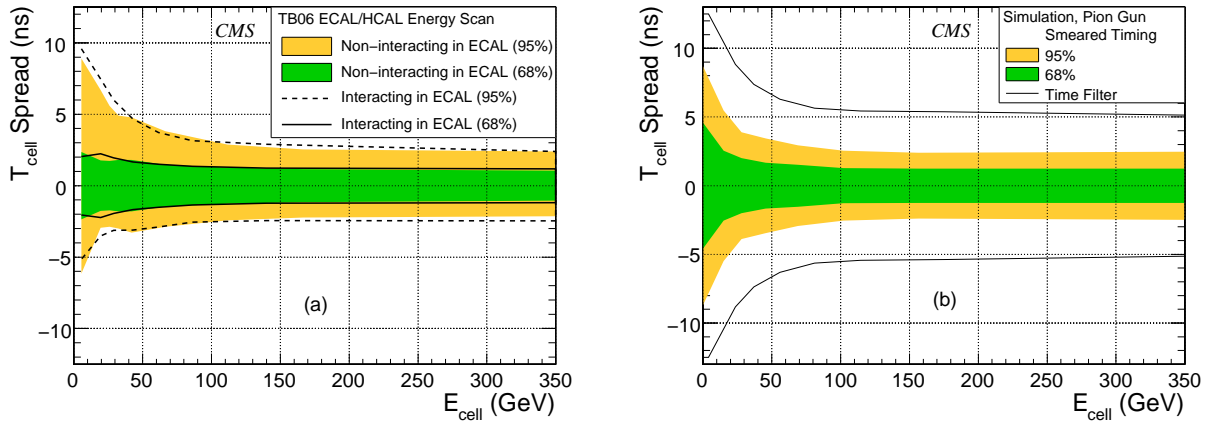 TB06 ECAL/HCAL Energy Scan
Non−interacting in ECAL (95%)
Non−interacting in ECAL (68%)
Interacting in ECAL (95%)
Interacting in ECAL (68%)
CMS
T_cell Spread (ns)
10
5
0
−5
−10
(a)
0 50 100 150 200 250 300 350
E_cell (GeV)
Simulation, Pion Gun
Smeared Timing
95%
68%
Time Filter
CMS
T_cell Spread (ns)
10
5
0
−5
−10
(b)
0 50 100 150 200 250 300 350
E_cell (GeV)